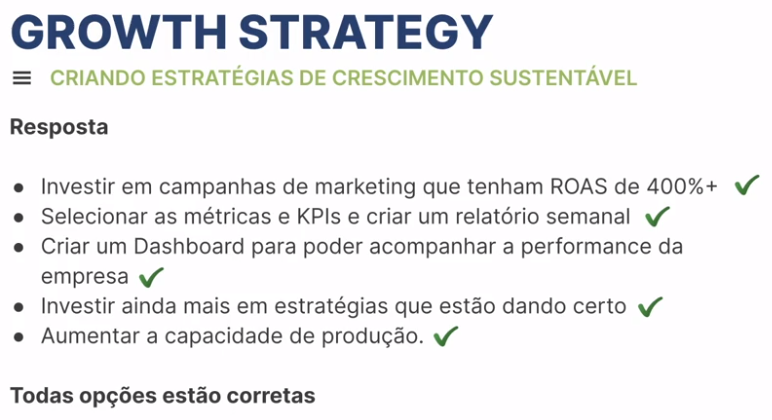 GROWTH STRATEGY
CRIANDO ESTRATÉGIAS DE CRESCIMENTO SUSTENTÁVEL
Resposta
● Investir em campanhas de marketing que tenham ROAS de 400%+ ✔
● Selecionar as métricas e KPIs e criar um relatório semanal ✔
● Criar um Dashboard para poder acompanhar a performance da
empresa ✔
● Investir ainda mais em estratégias que estão dando certo ✔
● Aumentar a capacidade de produção. ✔
Todas opções estão corretas